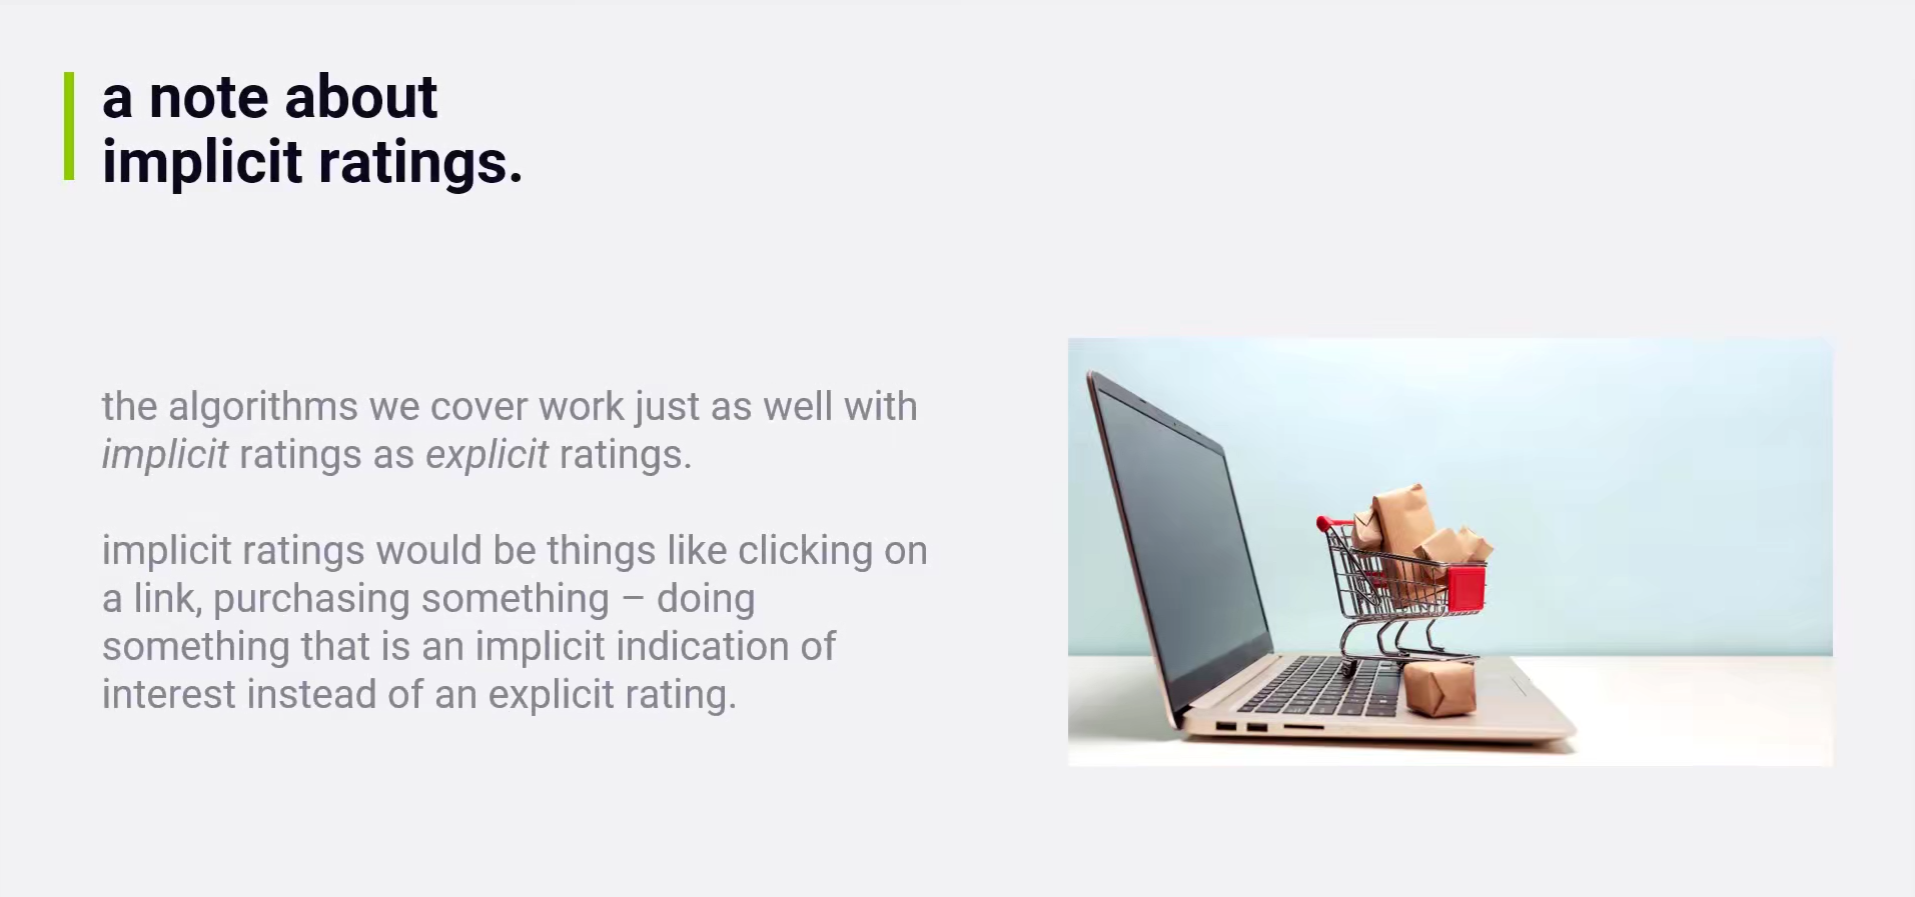 a note about
implicit ratings.
the algorithms we cover work just as well with
implicit ratings as explicit ratings.
implicit ratings would be things like clicking on
a link, purchasing something – doing
something that is an implicit indication of
interest instead of an explicit rating.